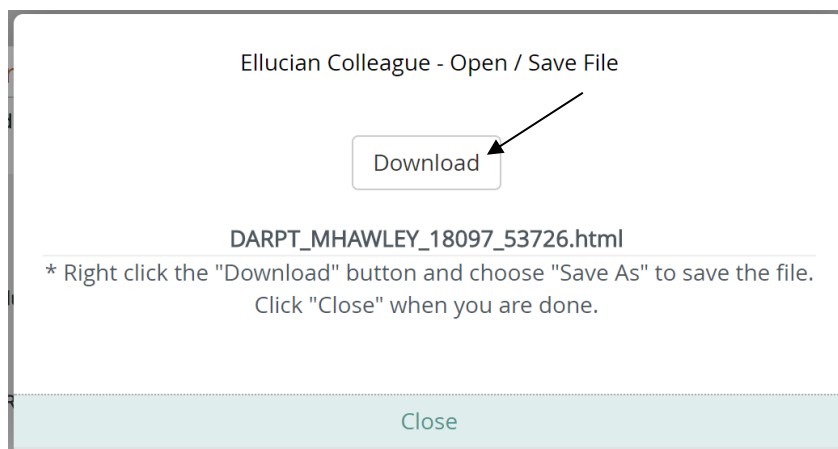 Ellucian Colleague - Open / Save File
Download
DARPT_MHAWLEY_18097_53726.html
* Right click the "Download" button and choose "Save As" to save the file.
Click "Close" when you are done.
Close